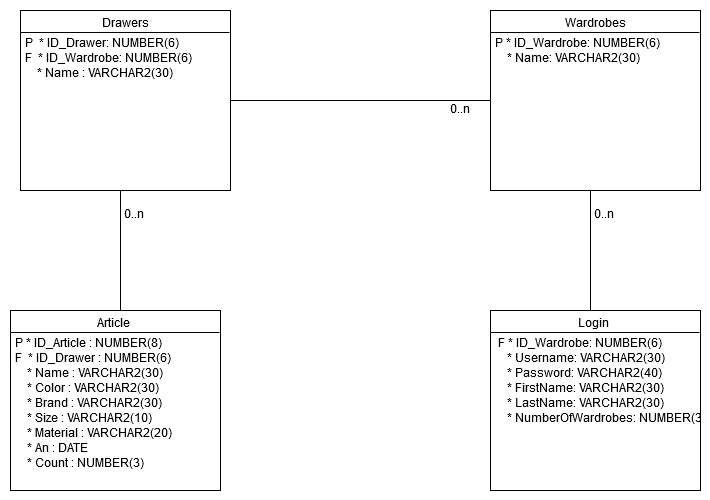 Drawers
P * ID_Drawer: NUMBER(6)
F * ID_Wardrobe: NUMBER(6)
* Name : VARCHAR2(30)
Wardrobes
P * ID_Wardrobe: NUMBER(6)
* Name: VARCHAR2(30)
0..n
0..n
0..n
Article
P * ID_Article : NUMBER(8)
F * ID_Drawer : NUMBER(6)
* Name : VARCHAR2(30)
* Color : VARCHAR2(30)
* Brand : VARCHAR2(30)
* Size : VARCHAR2(10)
* Material : VARCHAR2(20)
* An : DATE
* Count : NUMBER(3)
Login
F * ID_Wardrobe: NUMBER(6)
* Username: VARCHAR2(30)
* Password: VARCHAR2(40)
* FirstName: VARCHAR2(30)
* LastName: VARCHAR2(30)
* NumberOfWardrobes: NUMBER(3